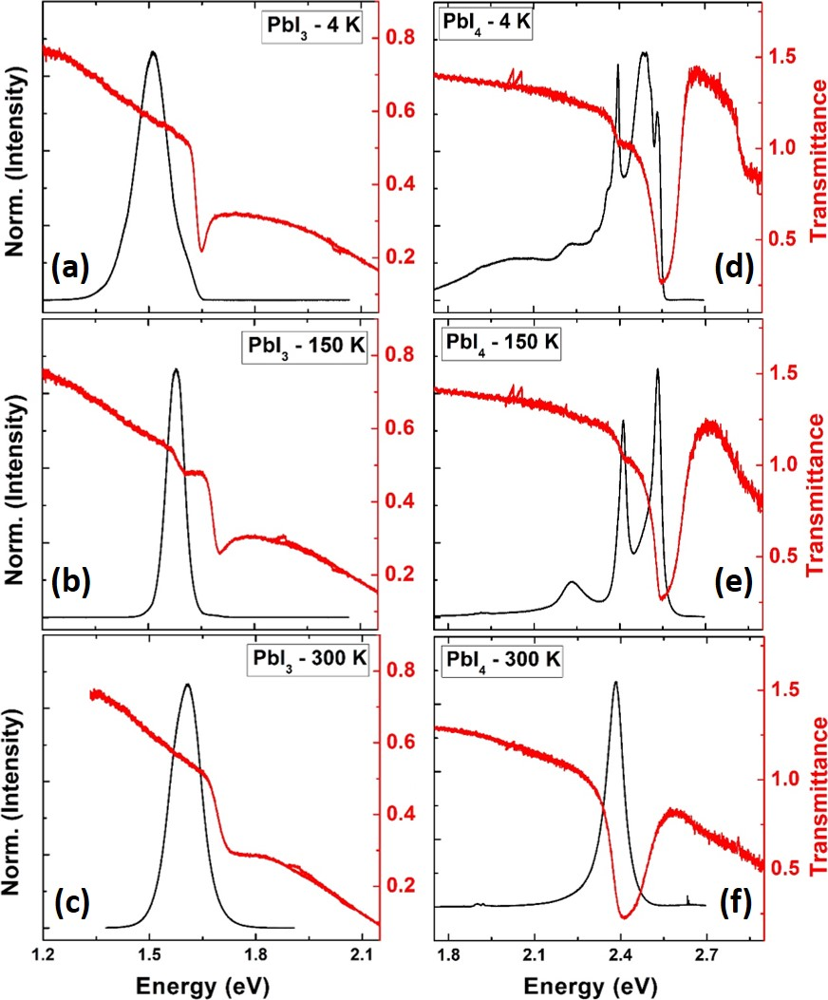 PbI₃ - 4 K
Norm. (Intensity)
0.8
0.6
0.4
0.2
(a)
PbI₄ - 4 K
1.5
1.0
0.5
Transmittance
(d)
PbI₃ - 150 K
Norm. (Intensity)
0.8
0.6
0.4
0.2
(b)
PbI₄ - 150 K
1.5
1.0
0.5
Transmittance
(e)
PbI₃ - 300 K
Norm. (Intensity)
0.8
0.6
0.4
0.2
(c)
1.2 1.5 1.8 2.1
Energy (eV)
PbI₄ - 300 K
1.5
1.0
0.5
Transmittance
(f)
1.8 2.1 2.4 2.7
Energy (eV)